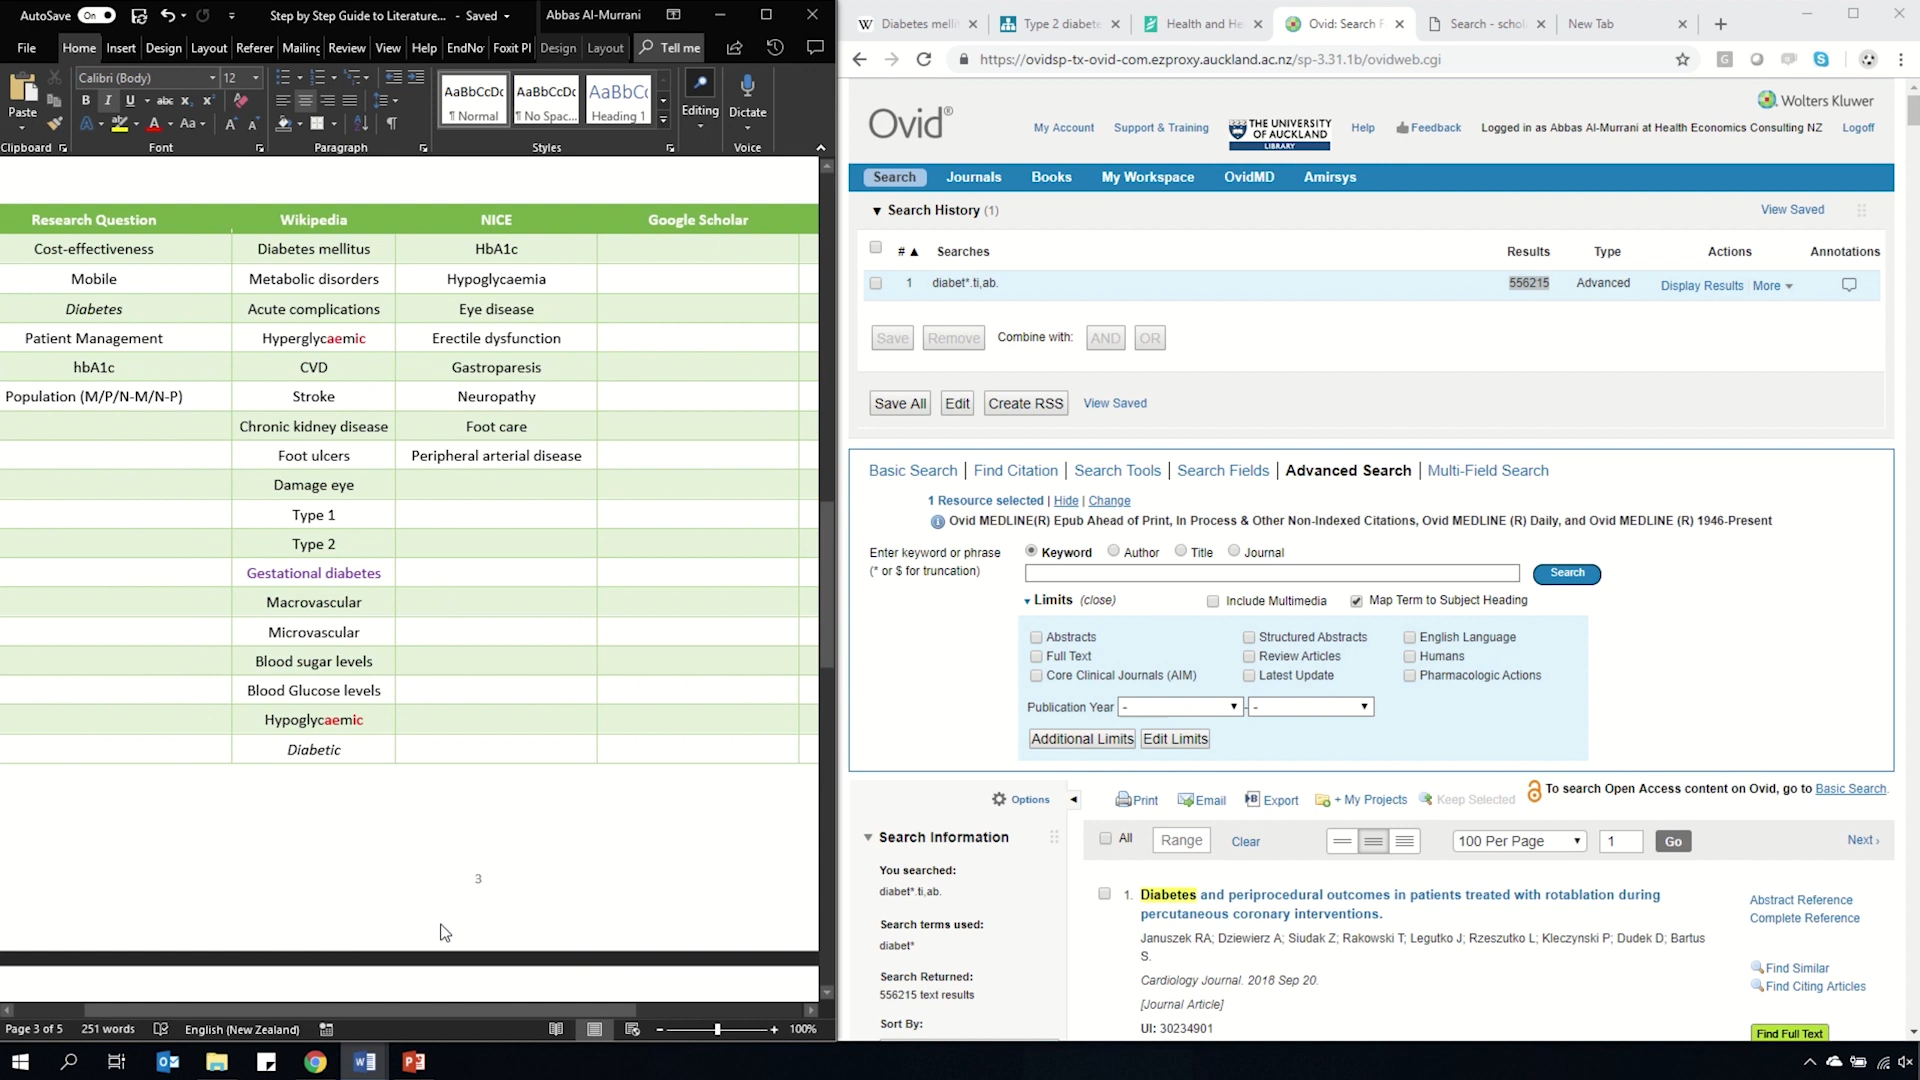 AutoSave On Step by Step Guide to Literature... - Saved Abbas Al-Murrani
File Home Insert Design Layout Referer Mailing Review View Help EndNo Foxit PI Design Layout Tell me
Paste
Calibri (Body) 12
B I U abc x₂ x²
A Aa A A
AaBbCcDc AaBbCcDc AaBbCc
¶ Normal ¶ No Spac... Heading 1
Editing Dictate
Clipboard Font Paragraph Styles Voice
Research Question Wikipedia NICE Google Scholar
Cost-effectiveness Diabetes mellitus HbA1c
Mobile Metabolic disorders Hypoglycaemia
Diabetes Acute complications Eye disease
Patient Management Hyperglycaemic Erectile dysfunction
hbA1c CVD Gastroparesis
Population (M/P/N-M/N-P) Stroke Neuropathy
Chronic kidney disease Foot care
Foot ulcers Peripheral arterial disease
Damage eye
Type 1
Type 2
Gestational diabetes
Macrovascular
Microvascular
Blood sugar levels
Blood Glucose levels
Hypoglycaemic
Diabetic
3
Page 3 of 5 251 words English (New Zealand) 100%
Diabetes melli Type 2 diabete Health and He Ovid: Search F Search - schol New Tab
https://ovidsp-tx-ovid-com.ezproxy.auckland.ac.nz/sp-3.31.1b/ovidweb.cgi
Wolters Kluwer
Ovid®
My Account Support & Training THE UNIVERSITY OF AUCKLAND LIBRARY Help Feedback Logged in as Abbas Al-Murrani at Health Economics Consulting NZ Logoff
Search Journals Books My Workspace OvidMD Amirsys
▼ Search History (1) View Saved
# ▲ Searches Results Type Actions Annotations
1 diabet*.ti,ab. 556215 Advanced Display Results More
Save Remove Combine with: AND OR
Save All Edit Create RSS View Saved
Basic Search | Find Citation | Search Tools | Search Fields | Advanced Search | Multi-Field Search
1 Resource selected | Hide | Change
Ovid MEDLINE(R) Epub Ahead of Print, In Process & Other Non-Indexed Citations, Ovid MEDLINE (R) Daily, and Ovid MEDLINE (R) 1946-Present
Enter keyword or phrase
(* or $ for truncation)
Keyword Author Title Journal
Search
Limits (close) Include Multimedia Map Term to Subject Heading
Abstracts Structured Abstracts English Language
Full Text Review Articles Humans
Core Clinical Journals (AIM) Latest Update Pharmacologic Actions
Publication Year - - -
Additional Limits Edit Limits
To search Open Access content on Ovid, go to Basic Search.
Options Print Email Export + My Projects Keep Selected
Search Information
All Range Clear 100 Per Page 1 Go Next ›
You searched:
diabet*.ti,ab.
Search terms used:
diabet*
Search Returned:
556215 text results
Sort By:
1. Diabetes and periprocedural outcomes in patients treated with rotablation during
percutaneous coronary interventions.
Januszek RA; Dziewierz A; Siudak Z; Rakowski T; Legutko J; Rzeszutko L; Kleczynski P; Dudek D; Bartus
S.
Cardiology Journal. 2018 Sep 20.
[Journal Article]
UI: 30234901
Abstract Reference
Complete Reference
Find Similar
Find Citing Articles
Find Full Text